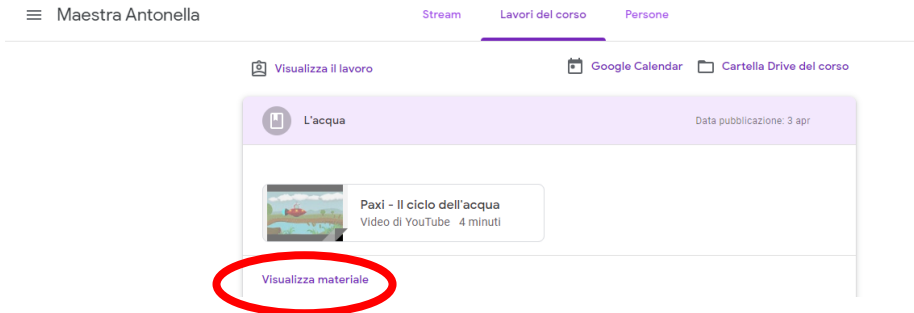 Maestra Antonella
Stream Lavori del corso Persone
Visualizza il lavoro Google Calendar Cartella Drive del corso
L'acqua Data pubblicazione: 3 apr
Paxi - Il ciclo dell'acqua
Video di YouTube 4 minuti
Visualizza materiale